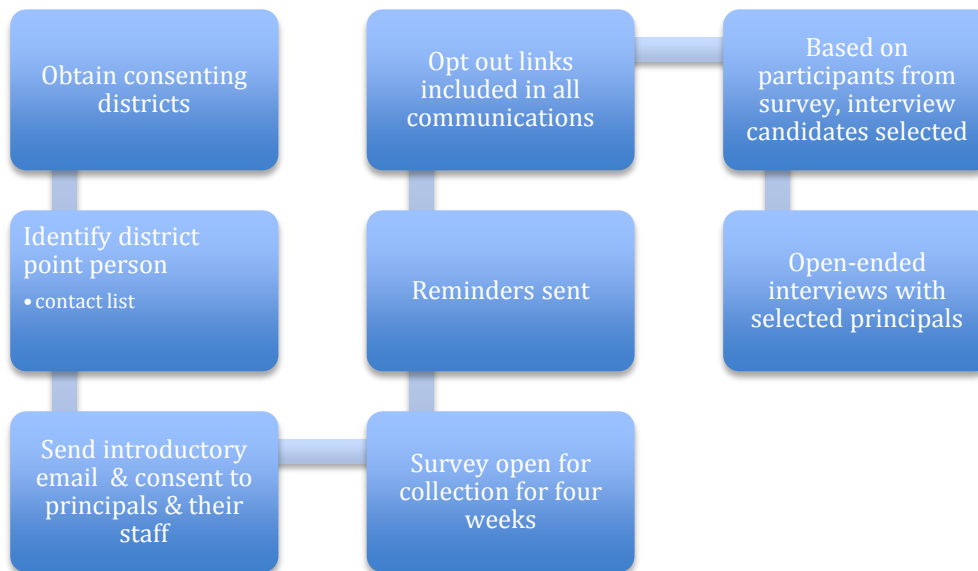 Obtain consenting
districts
Identify district
point person
• contact list
Send introductory
email & consent to
principals & their
staff
Survey open for
collection for four
weeks
Reminders sent
Opt out links
included in all
communications
Based on
participants from
survey, interview
candidates selected
Open-ended
interviews with
selected principals